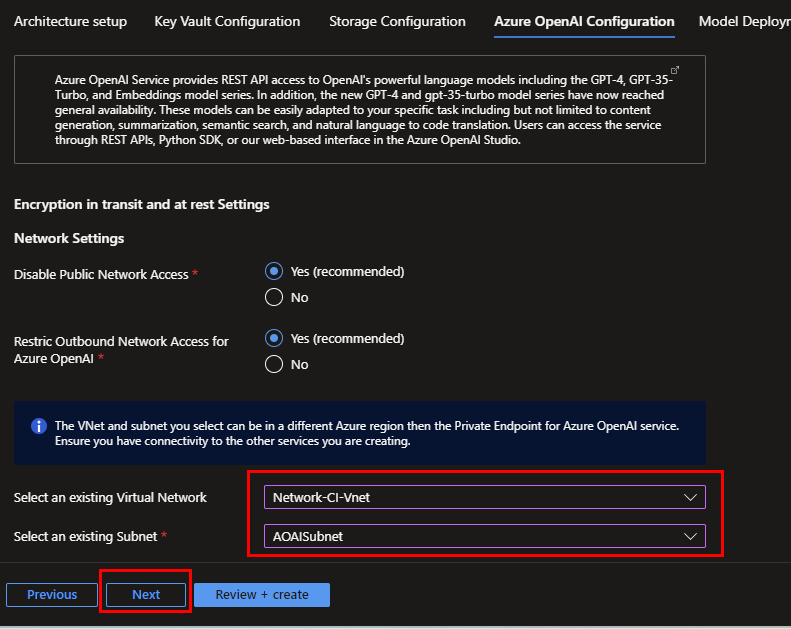 Architecture setup Key Vault Configuration Storage Configuration Azure OpenAI Configuration Model Deploym
Azure OpenAI Service provides REST API access to OpenAI's powerful language models including the GPT-4, GPT-35-
Turbo, and Embeddings model series. In addition, the new GPT-4 and gpt-35-turbo model series have now reached
general availability. These models can be easily adapted to your specific task including but not limited to content
generation, summarization, semantic search, and natural language to code translation. Users can access the service
through REST APIs, Python SDK, or our web-based interface in the Azure OpenAI Studio.
Encryption in transit and at rest Settings
Network Settings
Disable Public Network Access *
Yes (recommended)
No
Restric Outbound Network Access for
Azure OpenAI *
Yes (recommended)
No
The VNet and subnet you select can be in a different Azure region then the Private Endpoint for Azure OpenAI service.
Ensure you have connectivity to the other services you are creating.
Select an existing Virtual Network Network-CI-Vnet
Select an existing Subnet * AOAISubnet
Previous Next Review + create